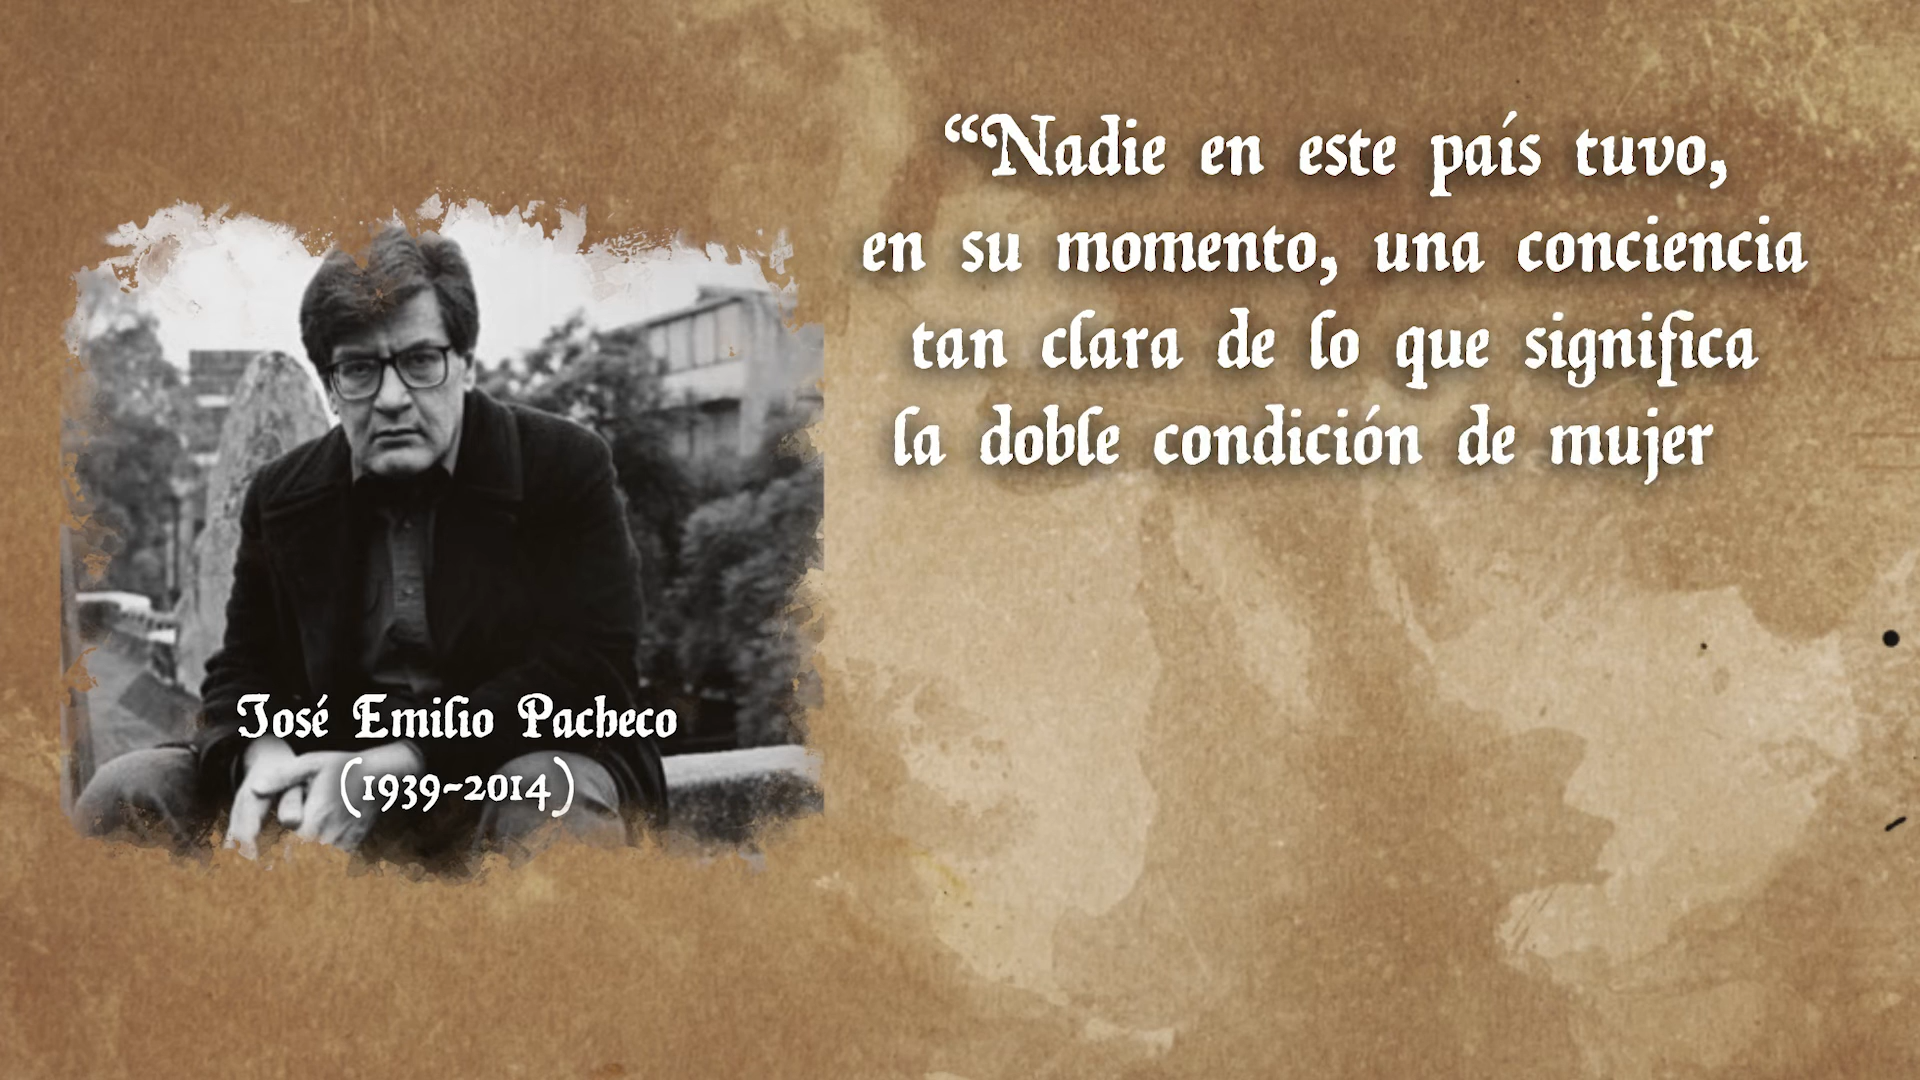 “Nadie en este país tuvo,
en su momento, una conciencia
tan clara de lo que significa
la doble condición de mujer
José Emilio Pacheco
(1939-2014)